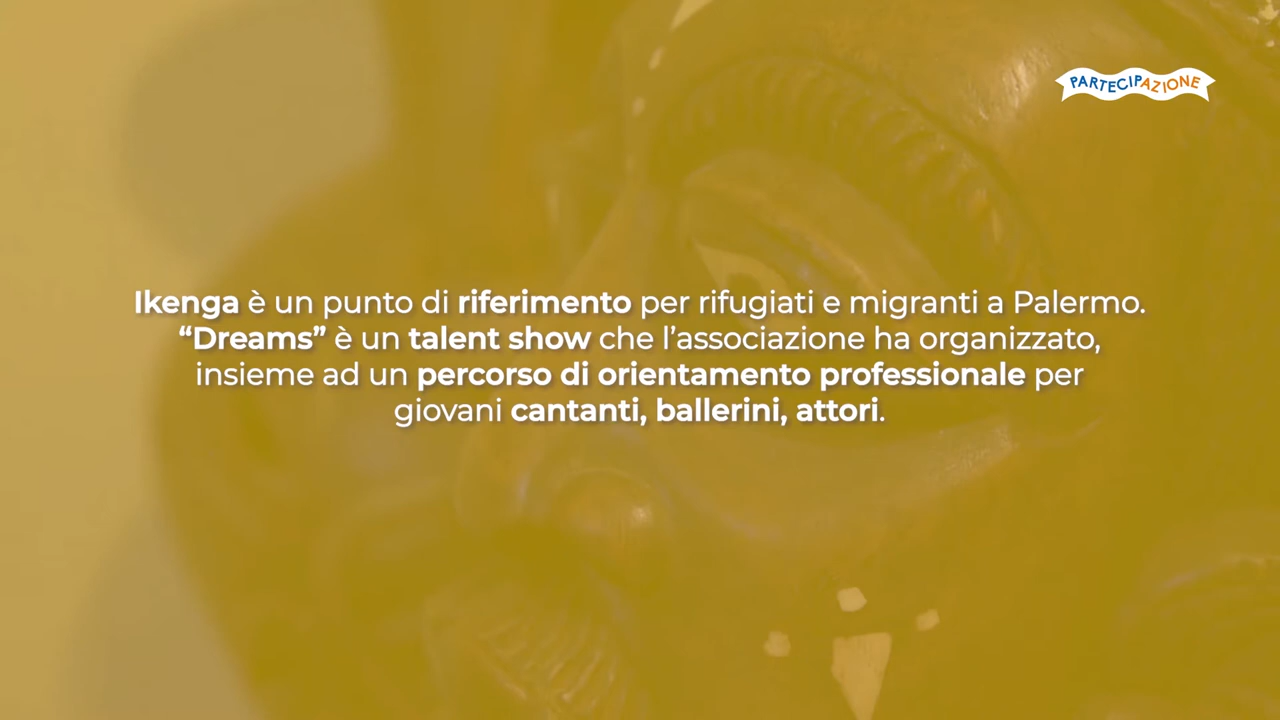 PARTECIPAZIONE
Ikenga è un punto di riferimento per rifugiati e migranti a Palermo.
“Dreams” è un talent show che l’associazione ha organizzato,
insieme ad un percorso di orientamento professionale per
giovani cantanti, ballerini, attori.